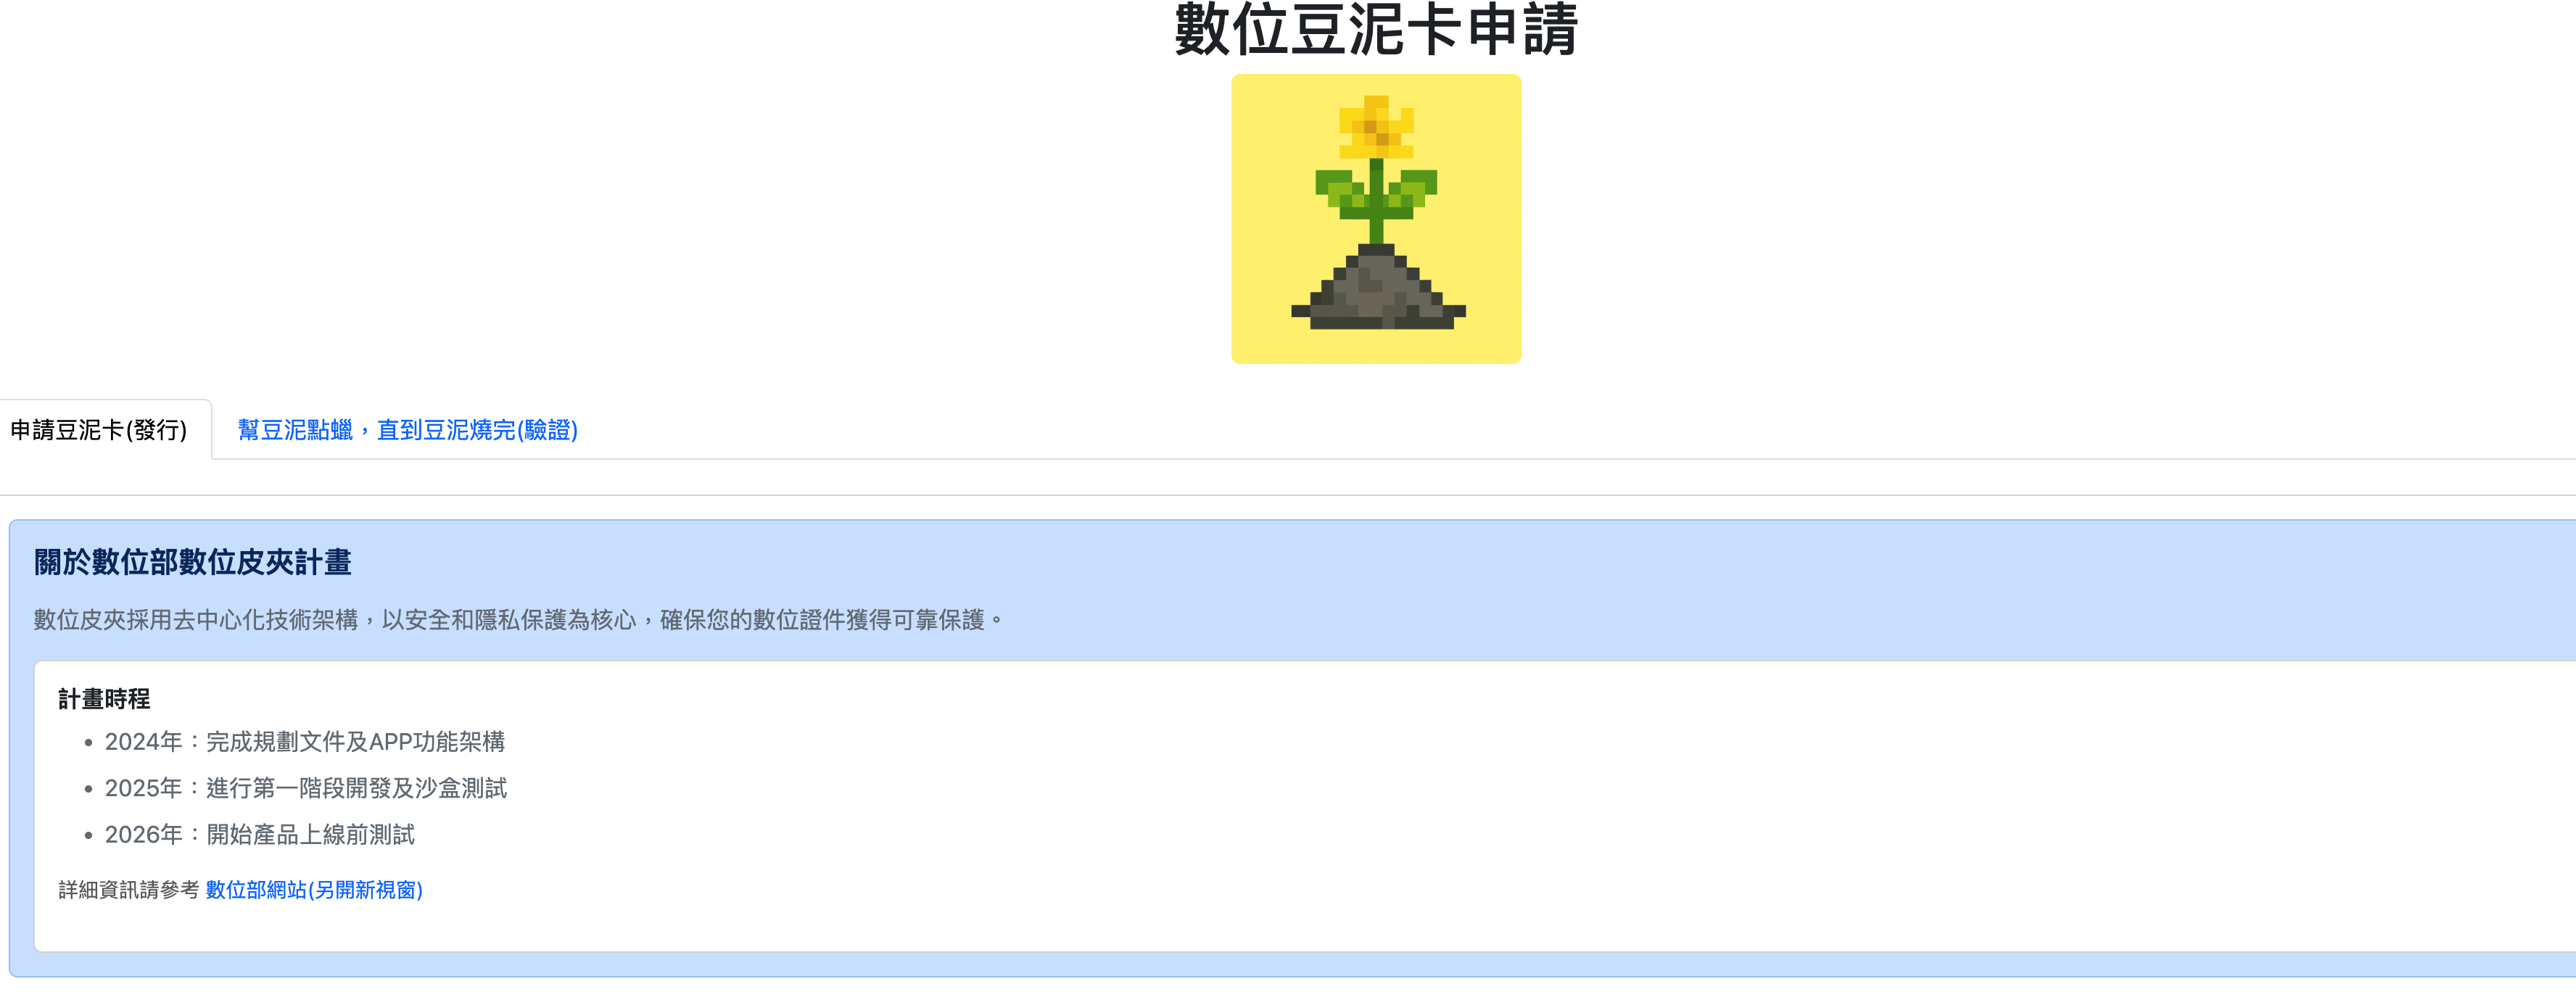 數位豆泥卡申請
申請豆泥卡(發行)
幫豆泥點蠟，直到豆泥燒完(驗證)
關於數位部數位皮夾計畫
數位皮夾採用去中心化技術架構，以安全和隱私保護為核心，確保您的數位證件獲得可靠保護。
計畫時程
• 2024年：完成規劃文件及APP功能架構
• 2025年：進行第一階段開發及沙盒測試
• 2026年：開始產品上線前測試
詳細資訊請參考 數位部網站(另開新視窗)